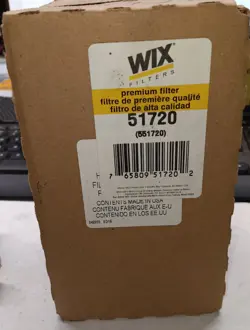 WIX
FILTERS
premium filter
filtre de première qualité
filtro de alta calidad
51720
(551720)
7 65809 51720 2
CONTENTS MADE IN USA
CONTENU FABRIQUE AUX E-U
CONTENIDO EN LOS EE UU